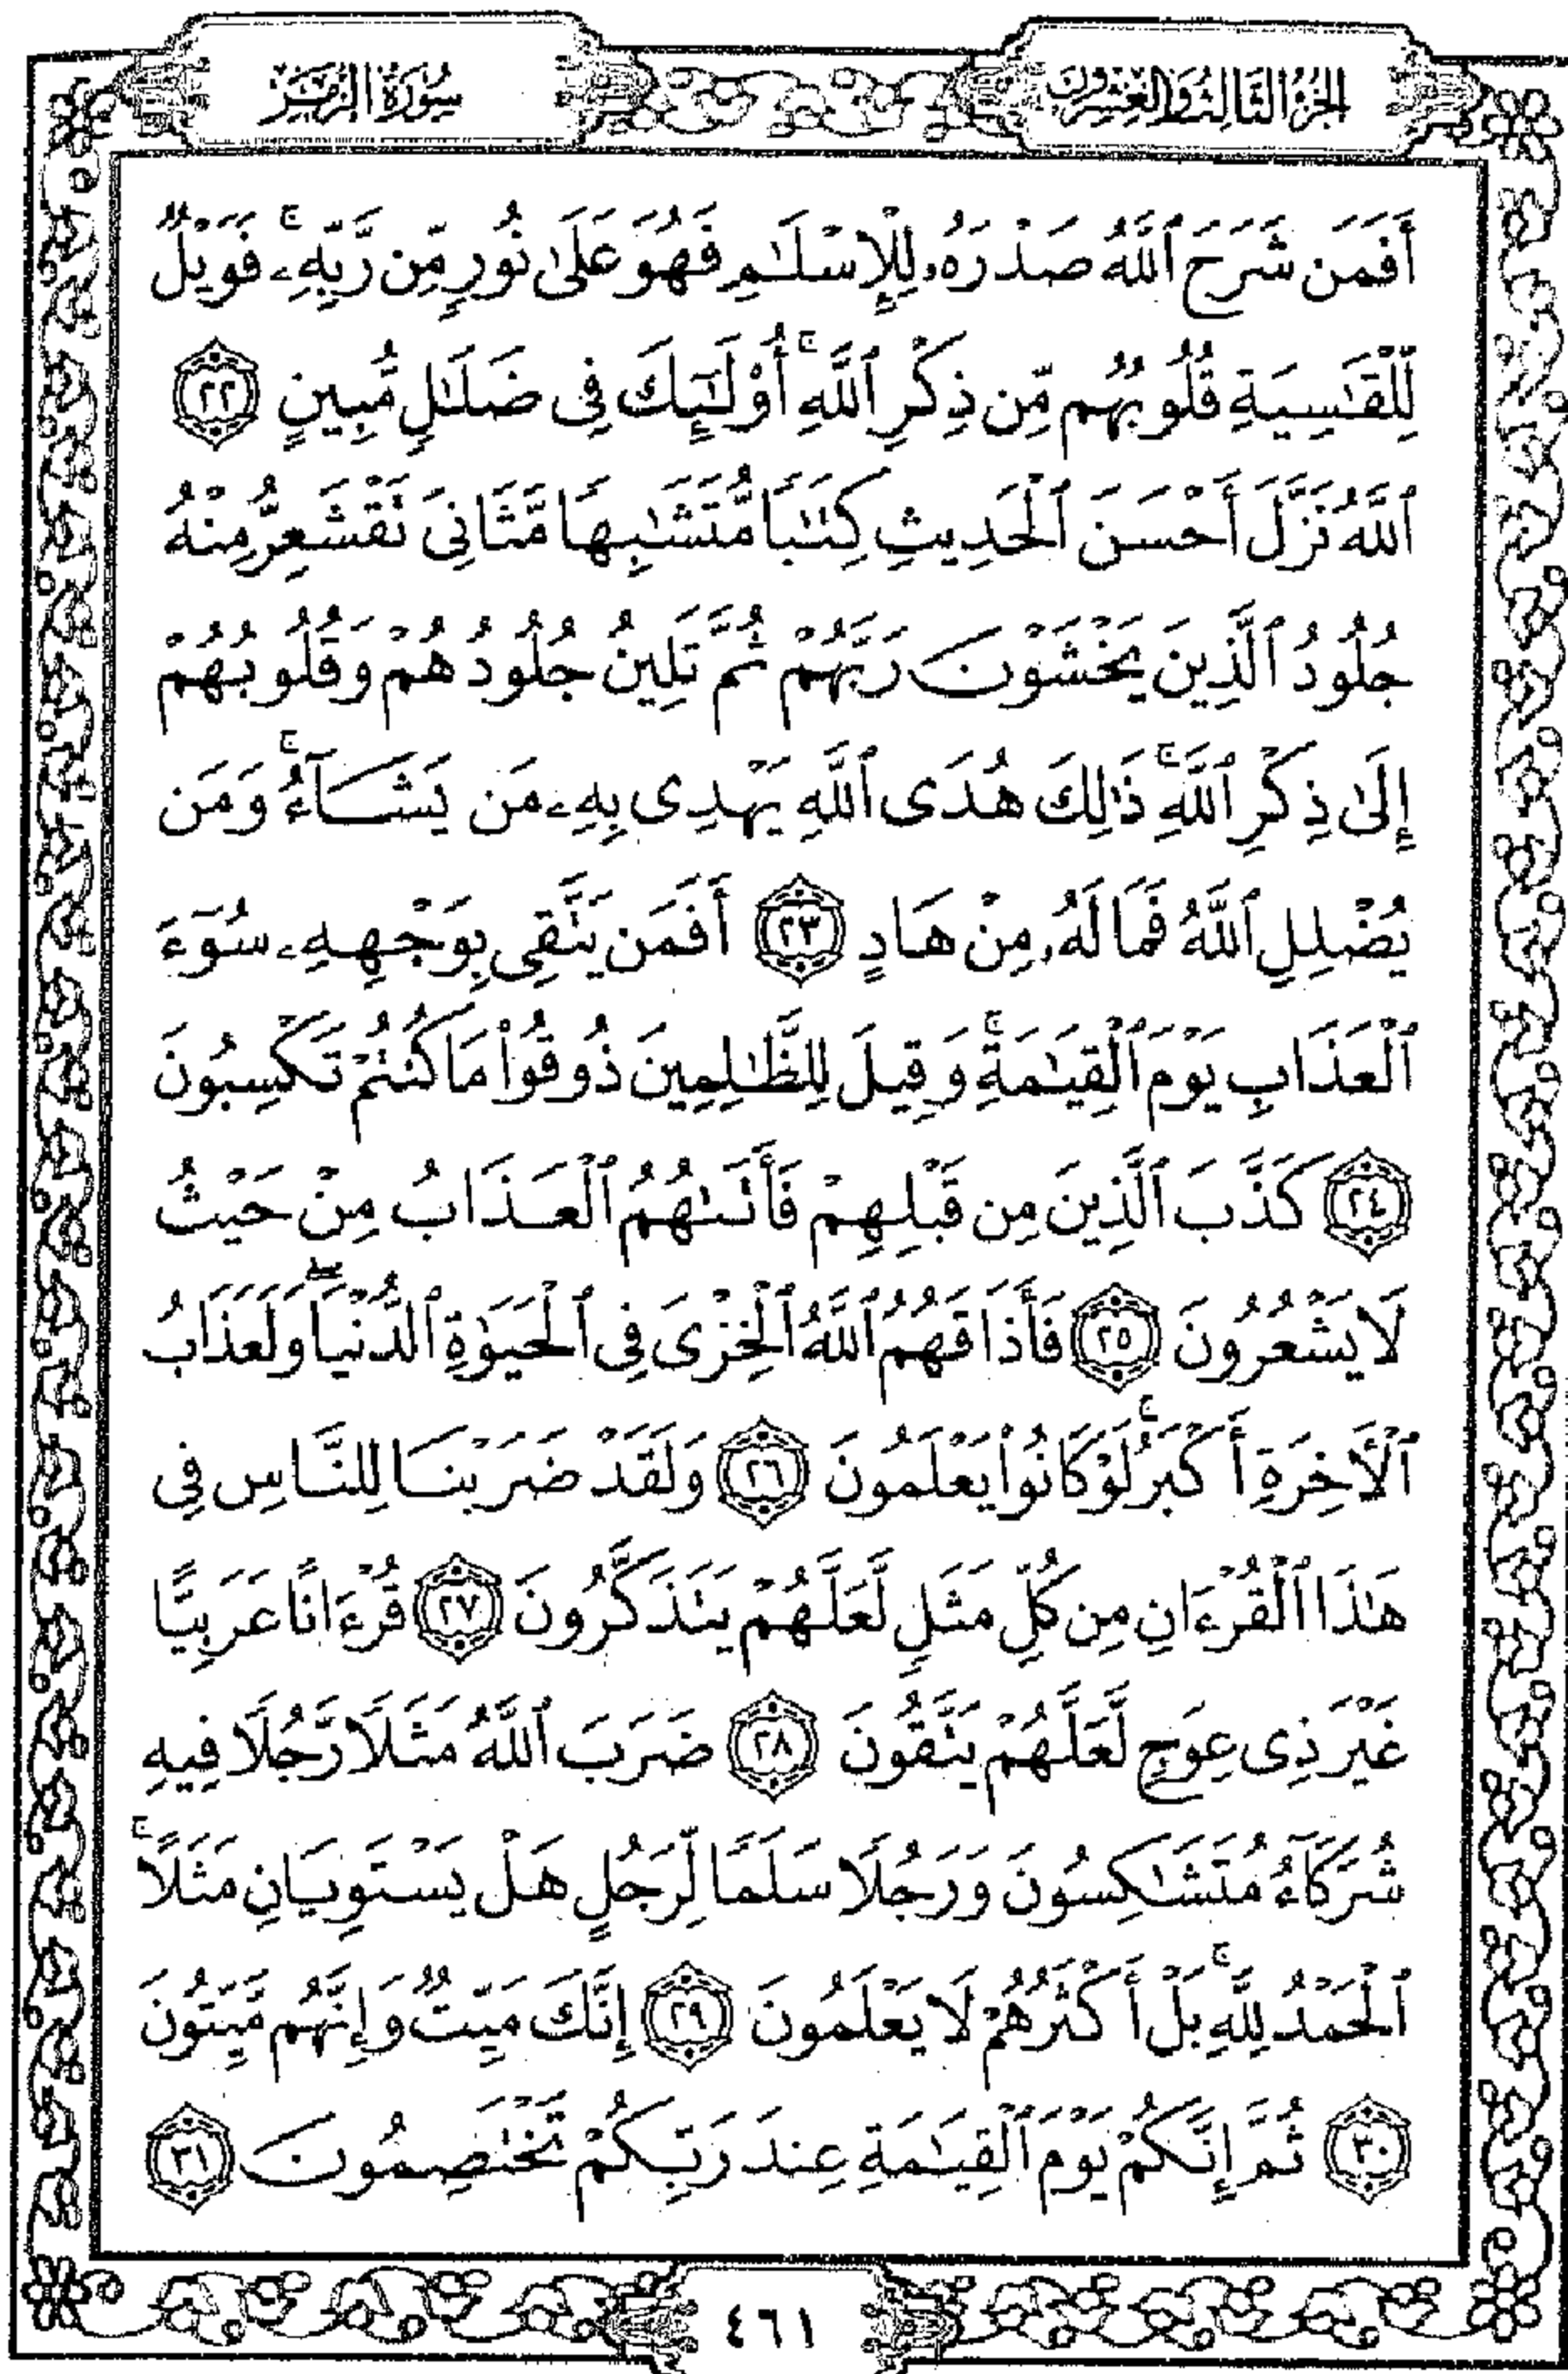 الجزء الثالث والعشرون
سورة الزمر
أَفَمَن شَرَحَ ٱللَّهُ صَدْرَهُۥ لِلْإِسْلَٰمِ فَهُوَ عَلَىٰ نُورٍ مِّن رَّبِّهِۦ ۚ فَوَيْلٌ
لِّلْقَٰسِيَةِ قُلُوبُهُم مِّن ذِكْرِ ٱللَّهِ ۚ أُو۟لَٰٓئِكَ فِى ضَلَٰلٍ مُّبِينٍ ٢٢
ٱللَّهُ نَزَّلَ أَحْسَنَ ٱلْحَدِيثِ كِتَٰبًا مُّتَشَٰبِهًا مَّثَانِىَ تَقْشَعِرُّ مِنْهُ
جُلُودُ ٱلَّذِينَ يَخْشَوْنَ رَبَّهُمْ ثُمَّ تَلِينُ جُلُودُهُمْ وَقُلُوبُهُمْ
إِلَىٰ ذِكْرِ ٱللَّهِ ۚ ذَٰلِكَ هُدَى ٱللَّهِ يَهْدِى بِهِۦ مَن يَشَآءُ ۚ وَمَن
يُضْلِلِ ٱللَّهُ فَمَا لَهُۥ مِنْ هَادٍ ٢٣ أَفَمَن يَتَّقِى بِوَجْهِهِۦ سُوٓءَ
ٱلْعَذَابِ يَوْمَ ٱلْقِيَٰمَةِ ۚ وَقِيلَ لِلظَّٰلِمِينَ ذُوقُوا۟ مَا كُنتُمْ تَكْسِبُونَ
٢٤ كَذَّبَ ٱلَّذِينَ مِن قَبْلِهِمْ فَأَتَىٰهُمُ ٱلْعَذَابُ مِنْ حَيْثُ
لَا يَشْعُرُونَ ٢٥ فَأَذَاقَهُمُ ٱللَّهُ ٱلْخِزْىَ فِى ٱلْحَيَوٰةِ ٱلدُّنْيَا ۖ وَلَعَذَابُ
ٱلْأَخِرَةِ أَكْبَرُ ۚ لَوْ كَانُوا۟ يَعْلَمُونَ ٢٦ وَلَقَدْ ضَرَبْنَا لِلنَّاسِ فِى
هَٰذَا ٱلْقُرْءَانِ مِن كُلِّ مَثَلٍ لَّعَلَّهُمْ يَتَذَكَّرُونَ ٢٧ قُرْءَانًا عَرَبِيًّا
غَيْرَ ذِى عِوَجٍ لَّعَلَّهُمْ يَتَّقُونَ ٢٨ ضَرَبَ ٱللَّهُ مَثَلًا رَّجُلًا فِيهِ
شُرَكَآءُ مُتَشَٰكِسُونَ وَرَجُلًا سَلَمًا لِّرَجُلٍ هَلْ يَسْتَوِيَانِ مَثَلًا ۚ
ٱلْحَمْدُ لِلَّهِ ۚ بَلْ أَكْثَرُهُمْ لَا يَعْلَمُونَ ٢٩ إِنَّكَ مَيِّتٌ وَإِنَّهُم مَّيِّتُونَ
٣٠ ثُمَّ إِنَّكُمْ يَوْمَ ٱلْقِيَٰمَةِ عِندَ رَبِّكُمْ تَخْتَصِمُونَ ٣١
٤٦١